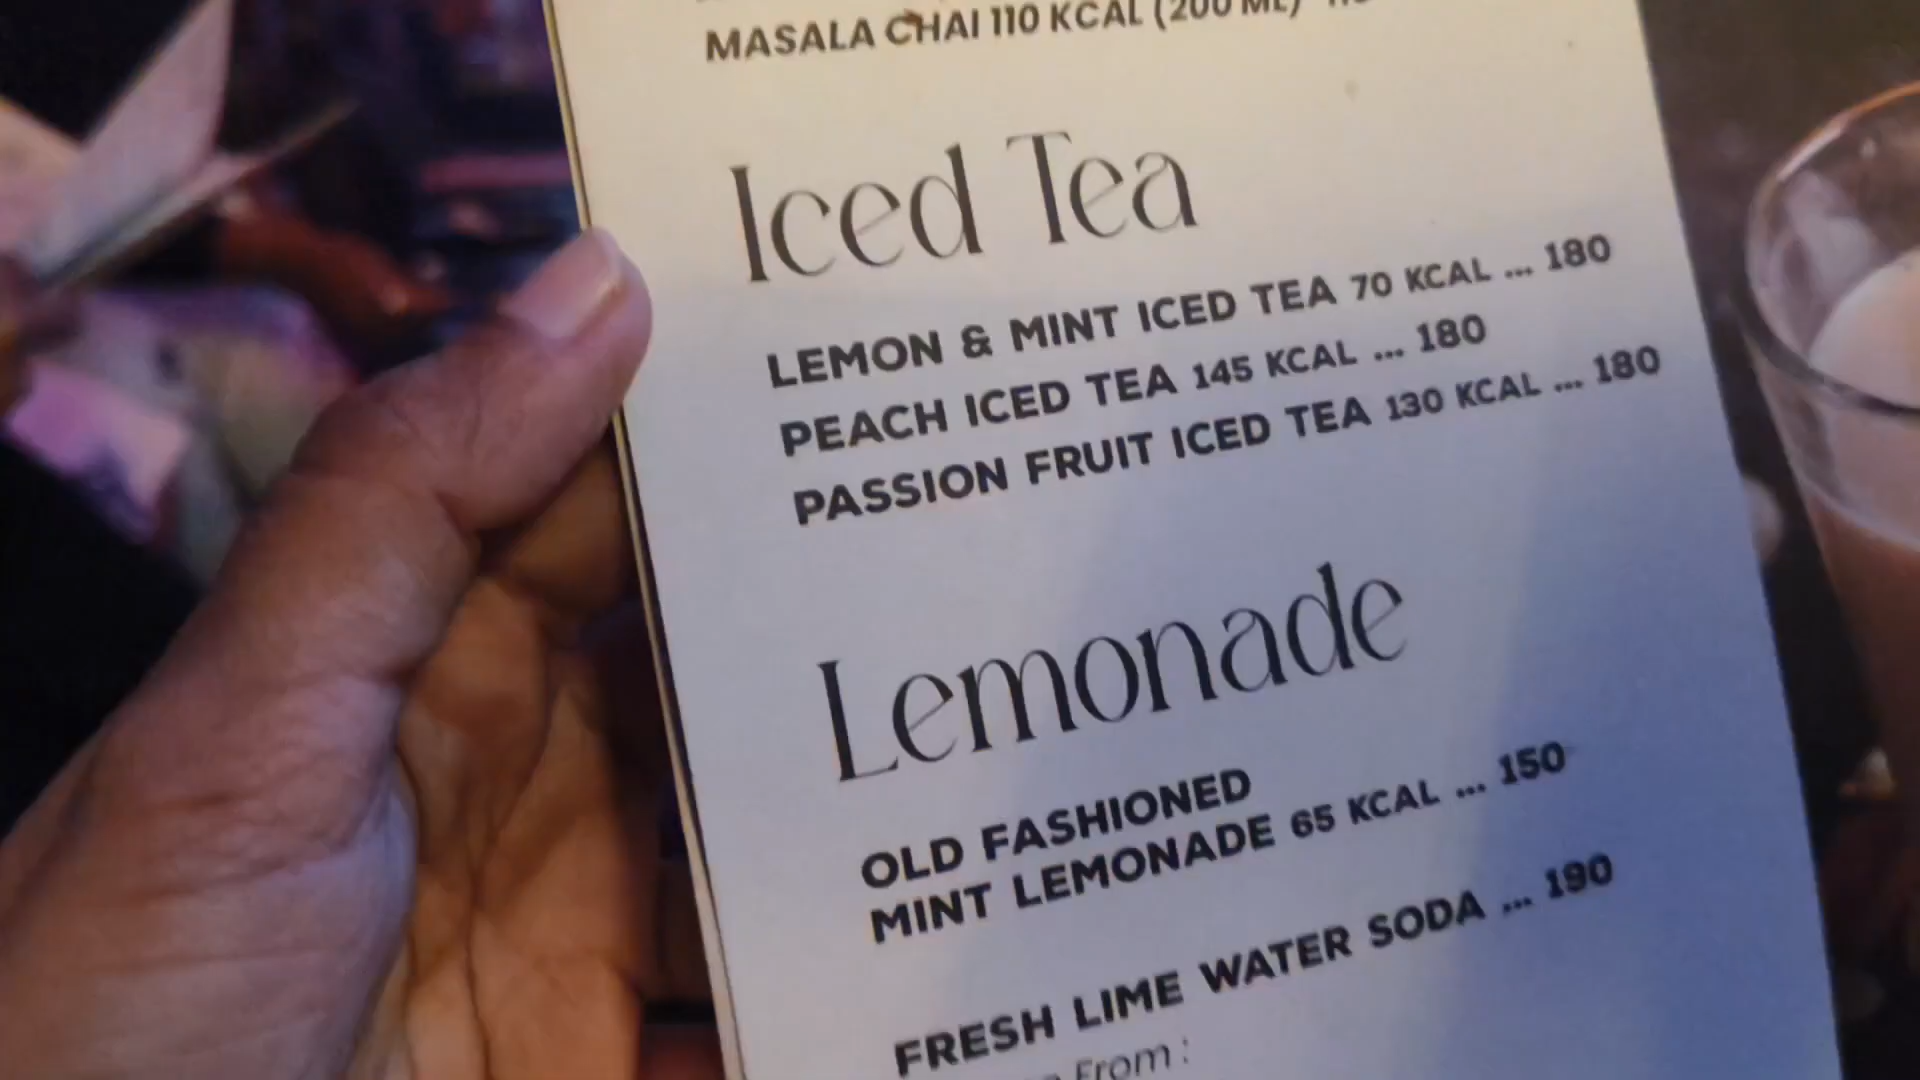 MASALA CHAI 110 KCAL (200 ML)
Iced Tea
LEMON & MINT ICED TEA 70 KCAL ... 180
PEACH ICED TEA 145 KCAL ... 180
PASSION FRUIT ICED TEA 130 KCAL ... 180
Lemonade
OLD FASHIONED
MINT LEMONADE 65 KCAL ... 150
FRESH LIME WATER SODA ... 190
From :